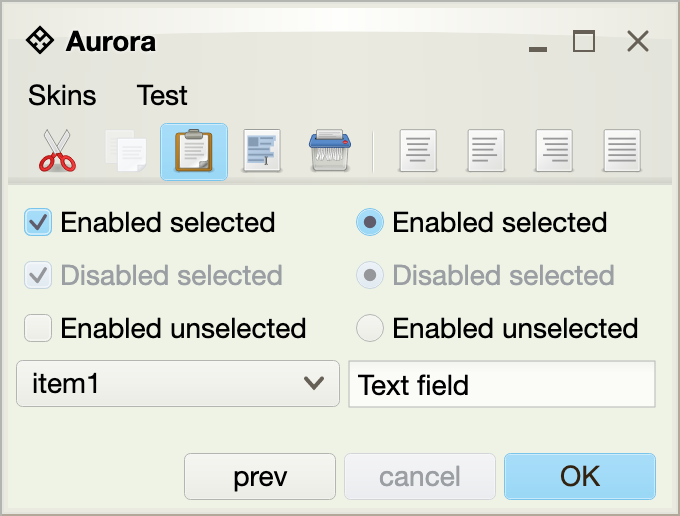 Aurora
Skins Test
Enabled selected Enabled selected
Disabled selected Disabled selected
Enabled unselected Enabled unselected
item1 Text field
prev cancel OK